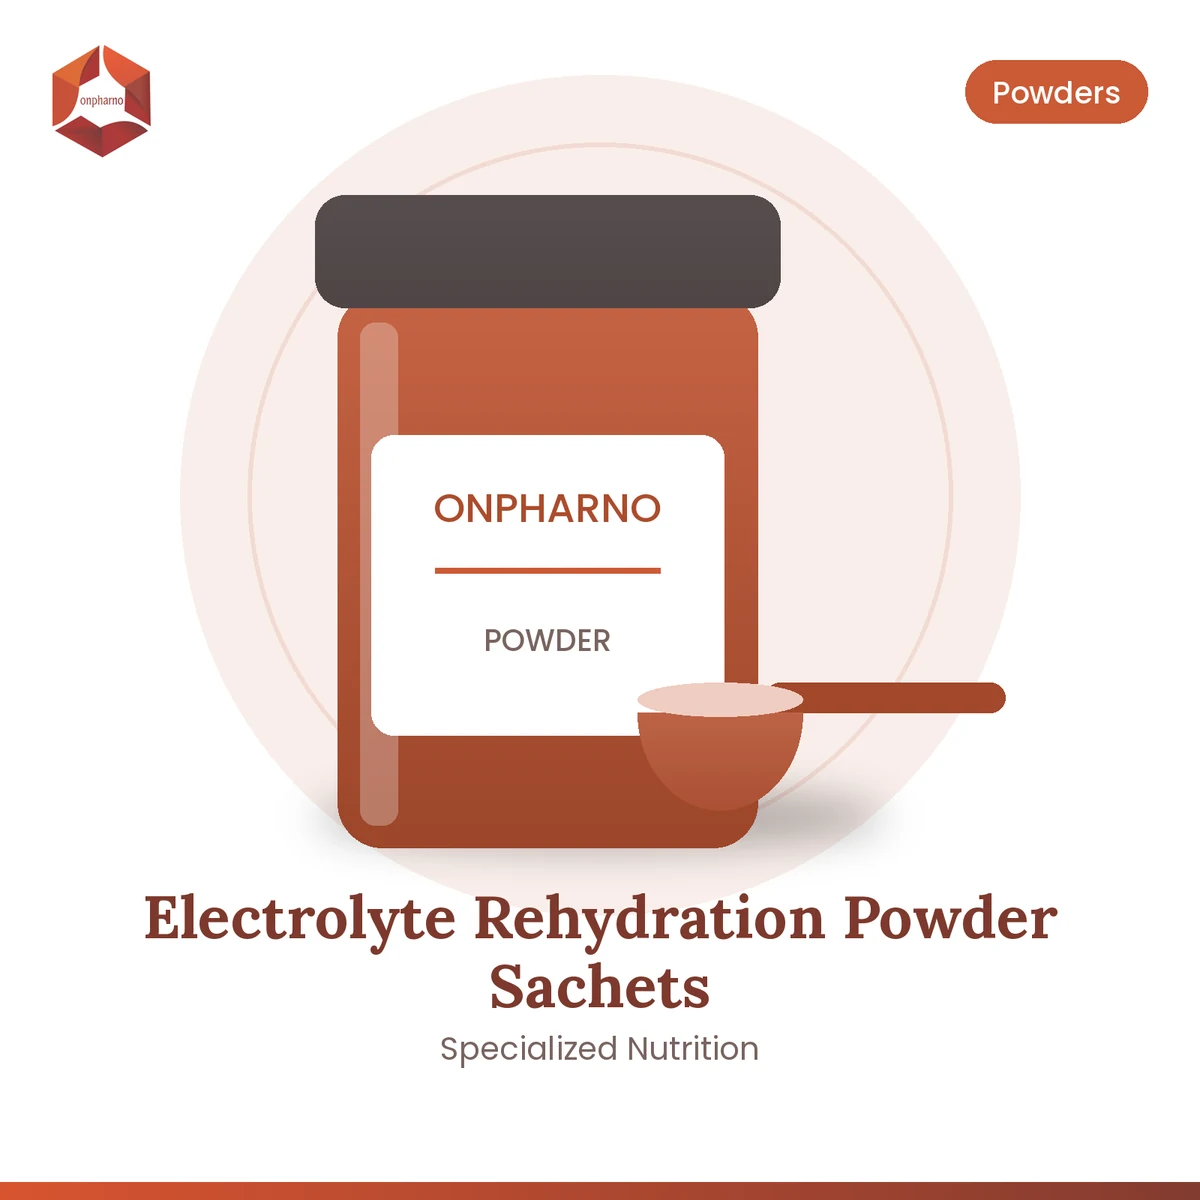 onpharno
Powders
ONPHARNO
POWDER
Electrolyte Rehydration Powder
Sachets
Specialized Nutrition